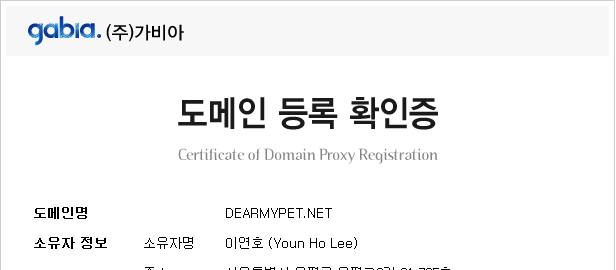 gabia. (주)가비아
도메인 등록 확인증
Certificate of Domain Proxy Registration
도메인명 DEARMYPET.NET
소유자 정보 소유자명 이연호 (Youn Ho Lee)